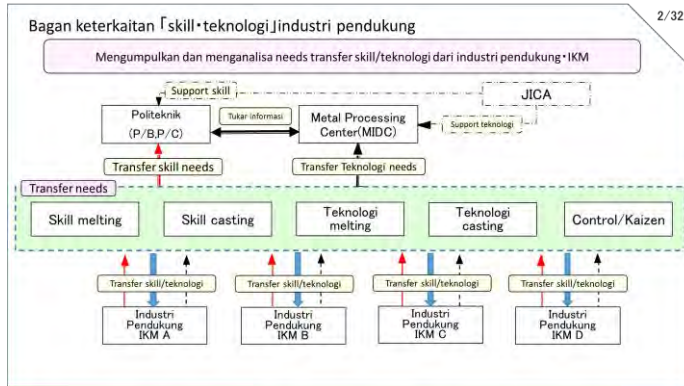 Bagan keterkaitan 「skill・teknologi」industri pendukung
2/32
Mengumpulkan dan menganalisa needs transfer skill/teknologi dari industri pendukung・IKM
Support skill
JICA
Politeknik
(P/B,P/C)
Tukar informasi
Metal Processing
Center(MIDC)
Support teknologi
Transfer skill needs
Transfer Teknologi needs
Transfer needs
Skill melting
Skill casting
Teknologi
melting
Teknologi
casting
Control/Kaizen
Transfer skill/teknologi
Transfer skill/teknologi
Transfer skill/teknologi
Transfer skill/teknologi
Industri
Pendukung
IKM A
Industri
Pendukung
IKM B
Industri
Pendukung
IKM C
Industri
Pendukung
IKM D